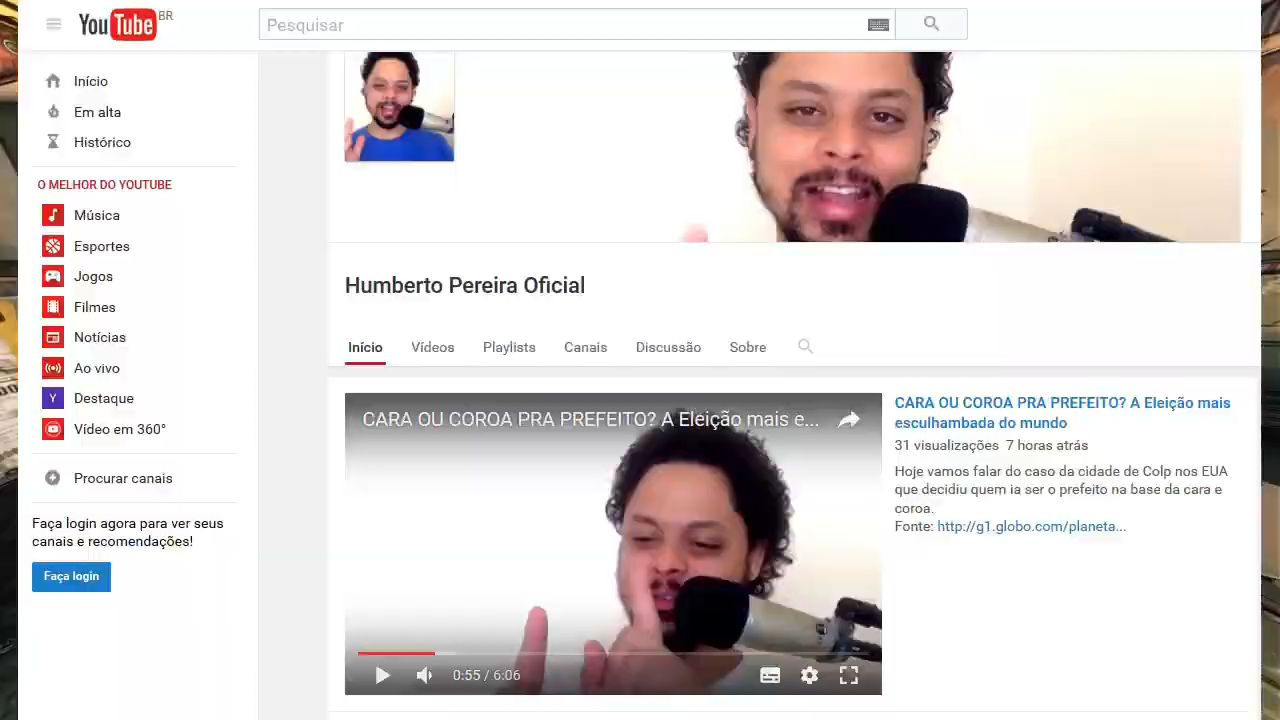 YouTube BR
Pesquisar
Início
Em alta
Histórico
O MELHOR DO YOUTUBE
Música
Esportes
Jogos
Filmes
Notícias
Ao vivo
Y Destaque
Vídeo em 360°
Procurar canais
Faça login agora para ver seus
canais e recomendações!
Faça login
Humberto Pereira Oficial
Início Vídeos Playlists Canais Discussão Sobre
CARA OU COROA PRA PREFEITO? A Eleição mais e...
0:55 / 6:06
CARA OU COROA PRA PREFEITO? A Eleição mais
esculhambada do mundo
31 visualizações 7 horas atrás
Hoje vamos falar do caso da cidade de Colp nos EUA
que decidiu quem ia ser o prefeito na base da cara e
coroa.
Fonte: http://g1.globo.com/planeta...